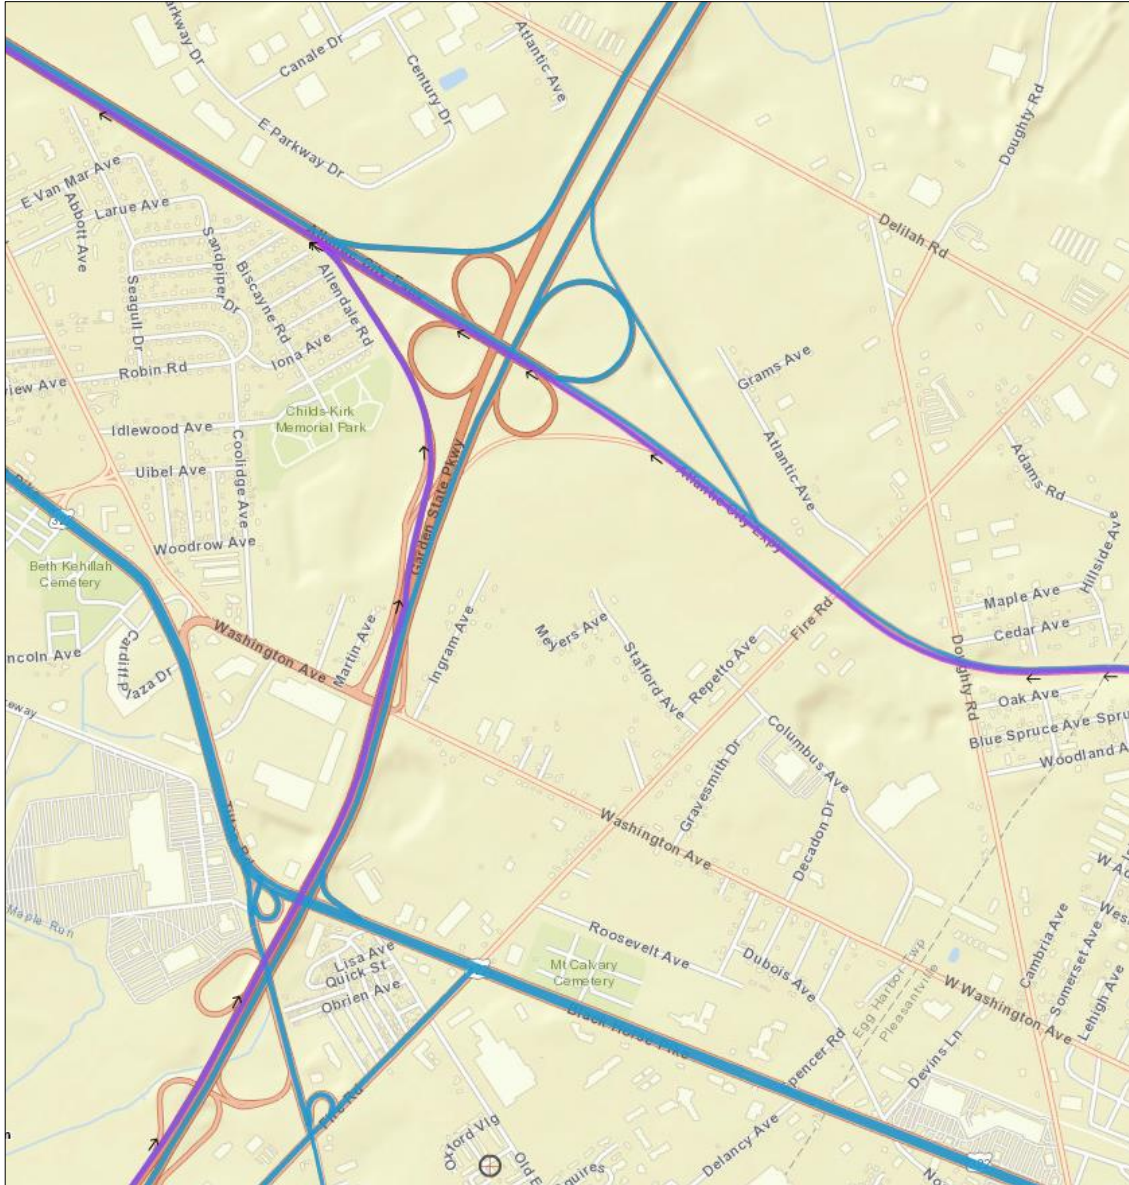 Canale Dr
Atlantic Ave
Century Dr
E Parkway Dr
Doughty Rd
E Van Mar Ave
Larue Ave
Abbott Ave
Sandpiper Dr
Delilah Rd
Biscayne Rd
Allendale Rd
Seagull Dr
Iona Ave
Robin Rd
view Ave
Grams Ave
Childs-Kirk
Memorial Park
Idlewood Ave
Coolidge Ave
Garden State Pkwy
Atlantic Ave
Uibel Ave
Adams Rd
Atlantic City Expy
Woodrow Ave
Hillside Ave
Beth Kehillah
Cemetery
Maple Ave
Fire Rd
Cedar Ave
Meyers Ave
Martin Ave
Ingram Ave
Washington Ave
Stafford Ave
Repetto Ave
Doughty Rd
ncoln Ave
Oak Ave
eway
Blue Spruce Ave
Columbus Ave
Woodland A
Gravesmith Dr
Washington Ave
Decadon Dr
W Ad
Maple Run
Lisa Ave
Quick St
Obrien Ave
Roosevelt Ave
Dubois Ave
Mt Calvary
Cemetery
Cambria Ave
Somerset Ave
Lehigh Ave
Egg Harbor Twp
Pleasantville
W Washington Ave
Black Horse Pike
Spencer Rd
Devins Ln
Fire Rd
Oxford Vlg
Delancy Ave
quires